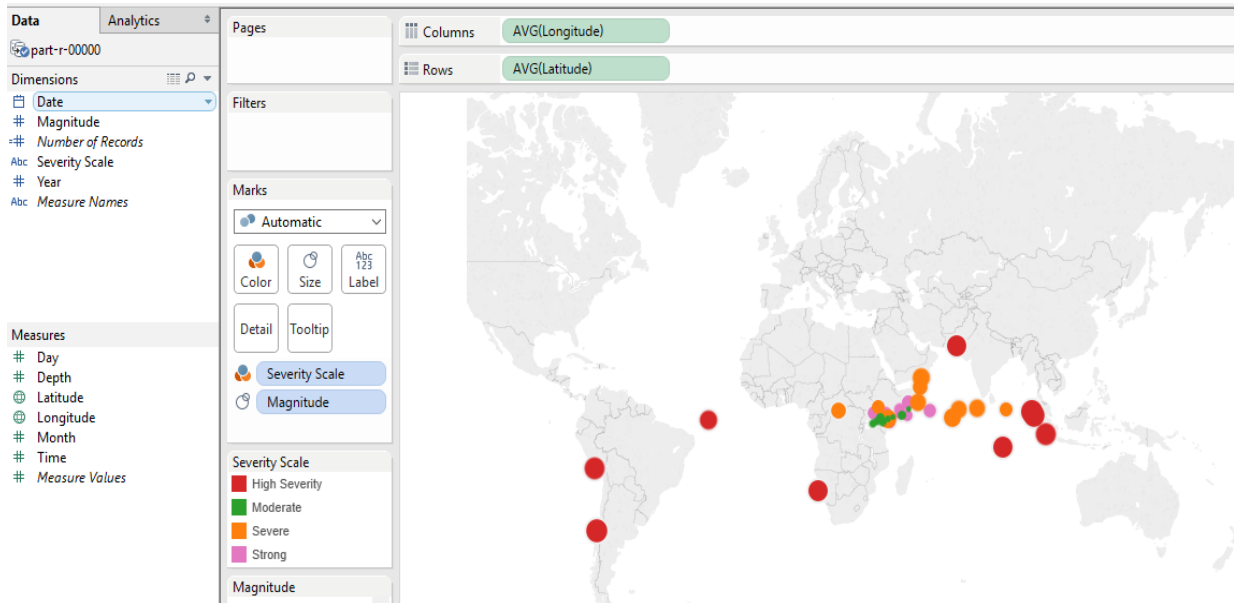 Data
Analytics
part-r-00000
Dimensions
Date
Magnitude
=# Number of Records
Abc Severity Scale
# Year
Abc Measure Names
Measures
# Day
# Depth
Latitude
Longitude
# Month
# Time
# Measure Values
Pages
Filters
Marks
Automatic
Color
Size
Abc
123
Label
Detail
Tooltip
Severity Scale
Magnitude
Severity Scale
High Severity
Moderate
Severe
Strong
Magnitude
Columns
AVG(Longitude)
Rows
AVG(Latitude)